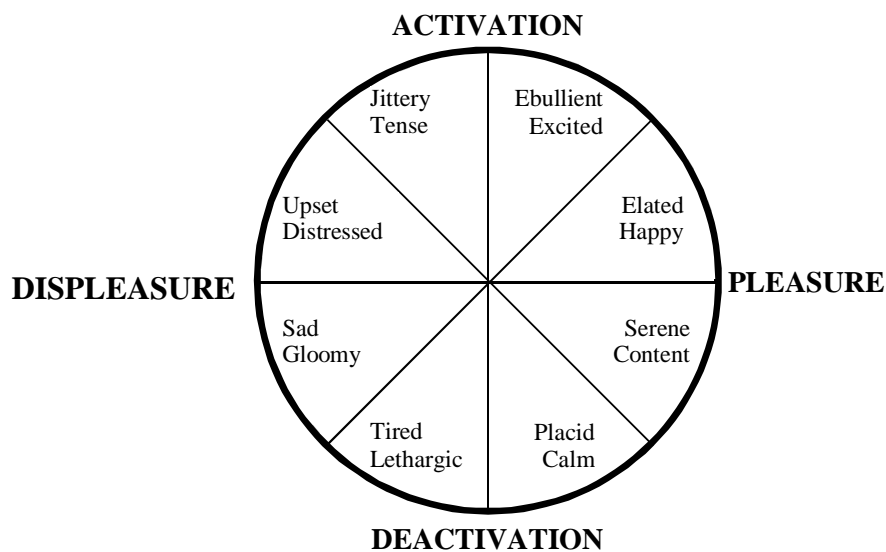 ACTIVATION
Jittery
Tense
Ebullient
Excited
Upset
Distressed
Elated
Happy
DISPLEASURE
PLEASURE
Sad
Gloomy
Serene
Content
Tired
Lethargic
Placid
Calm
DEACTIVATION